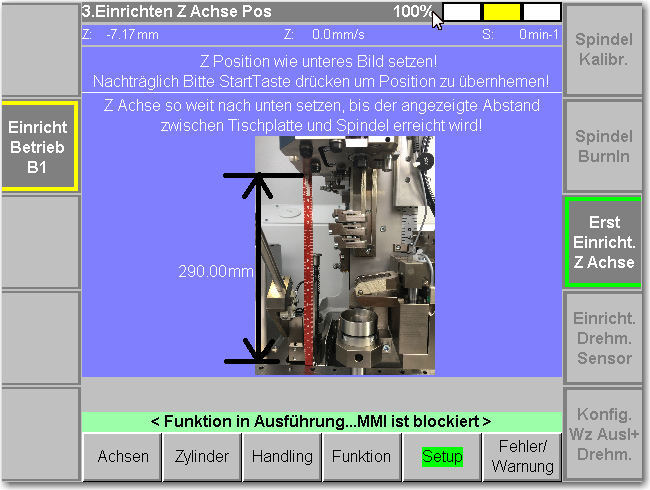 3.Einrichten Z Achse Pos 100%
Z: -7.17mm Z: 0.0mm/s S: 0min-1
Z Position wie unteres Bild setzen!
Nachträglich Bitte StartTaste drücken um Position zu übernhemen!
Z Achse so weit nach unten setzen, bis der angezeigte Abstand
zwischen Tischplatte und Spindel erreicht wird!
290.00mm
Einricht
Betrieb
B1
Spindel
Kalibr.
Spindel
BurnIn
Erst
Einricht.
Z Achse
Einricht.
Drehm.
Sensor
Konfig.
Wz Ausl+
Drehm.
< Funktion in Ausführung...MMI ist blockiert >
Achsen
Zylinder
Handling
Funktion
Setup
Fehler/
Warnung